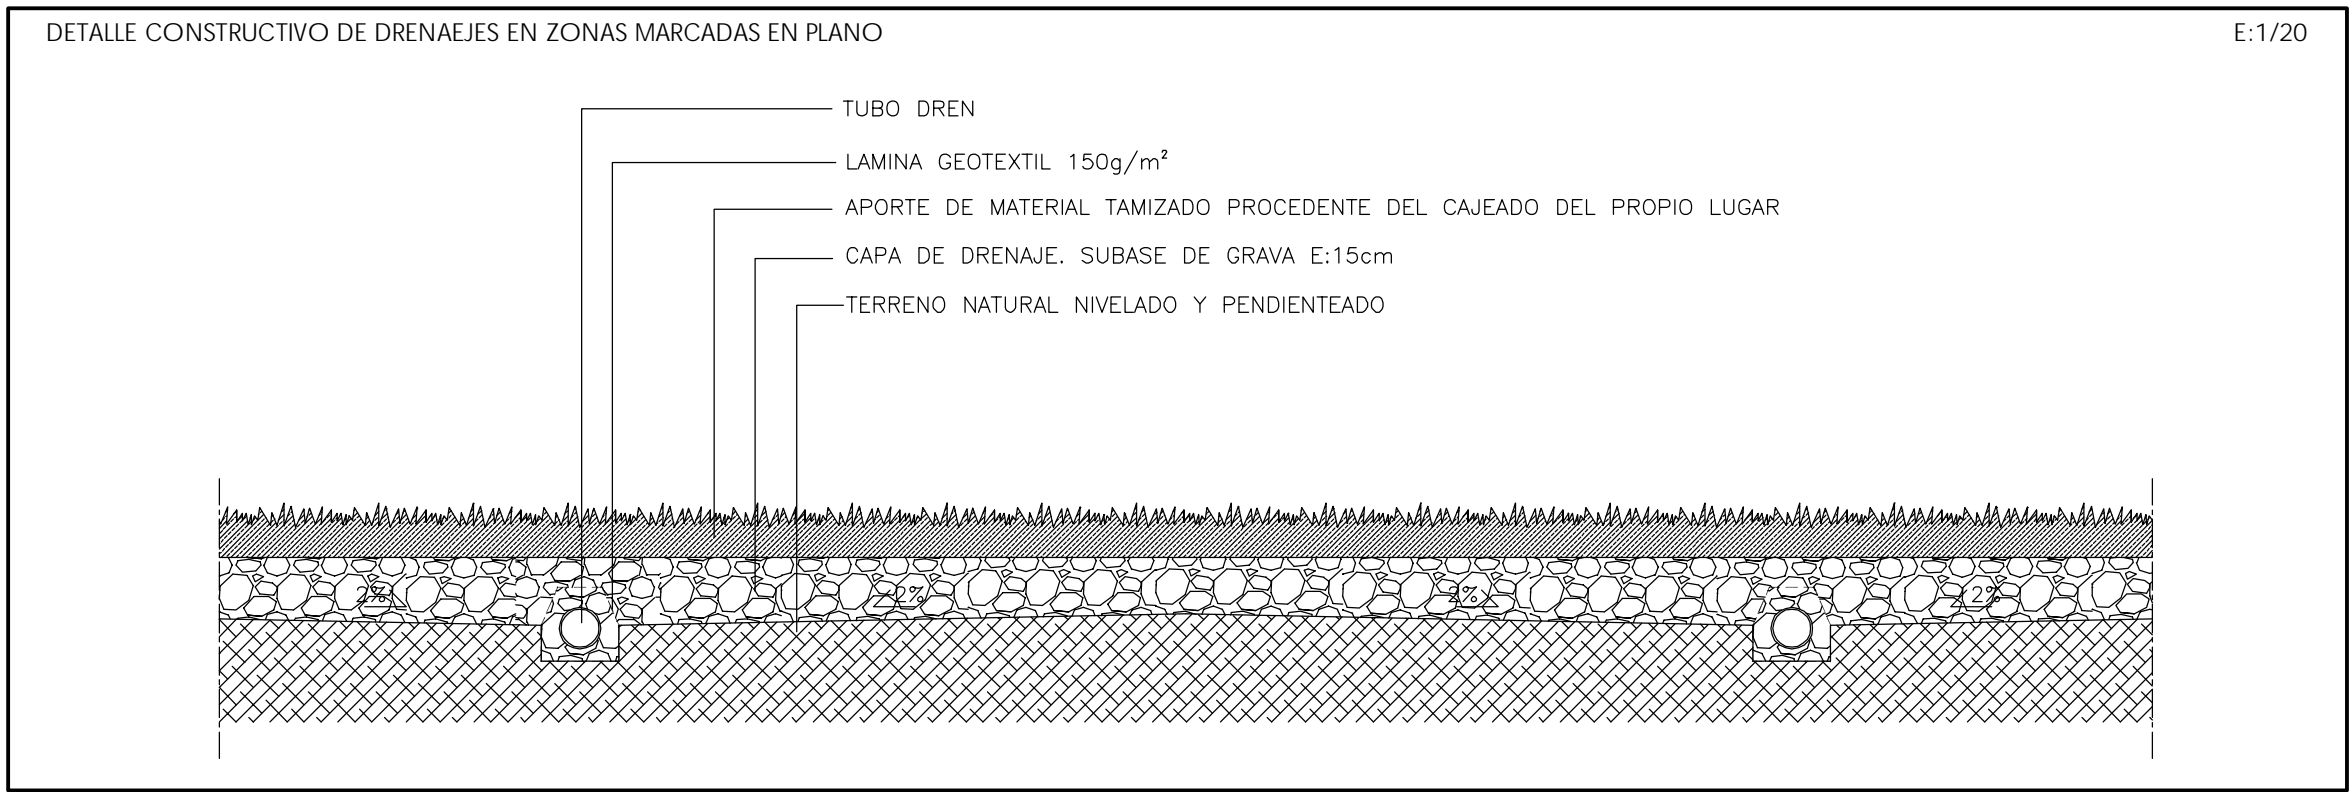 DETALLE CONSTRUCTIVO DE DRENAEJES EN ZONAS MARCADAS EN PLANO
E:1/20
TUBO DREN
LAMINA GEOTEXTIL 150g/m²
APORTE DE MATERIAL TAMIZADO PROCEDENTE DEL CAJEADO DEL PROPIO LUGAR
CAPA DE DRENAJE. SUBASE DE GRAVA E:15cm
TERRENO NATURAL NIVELADO Y PENDIENTEADO
2%
2%
2%
2%